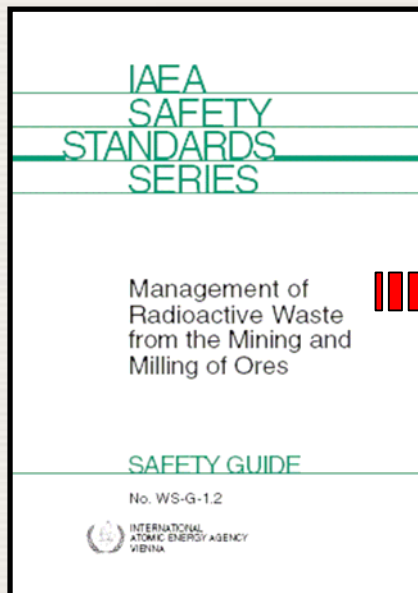 IAEA
SAFETY
STANDARDS
SERIES
Management of
Radioactive Waste
from the Mining and
Milling of Ores
SAFETY GUIDE
No. WS-G-1.2
INTERNATIONAL
ATOMIC ENERGY AGENCY
VIENNA